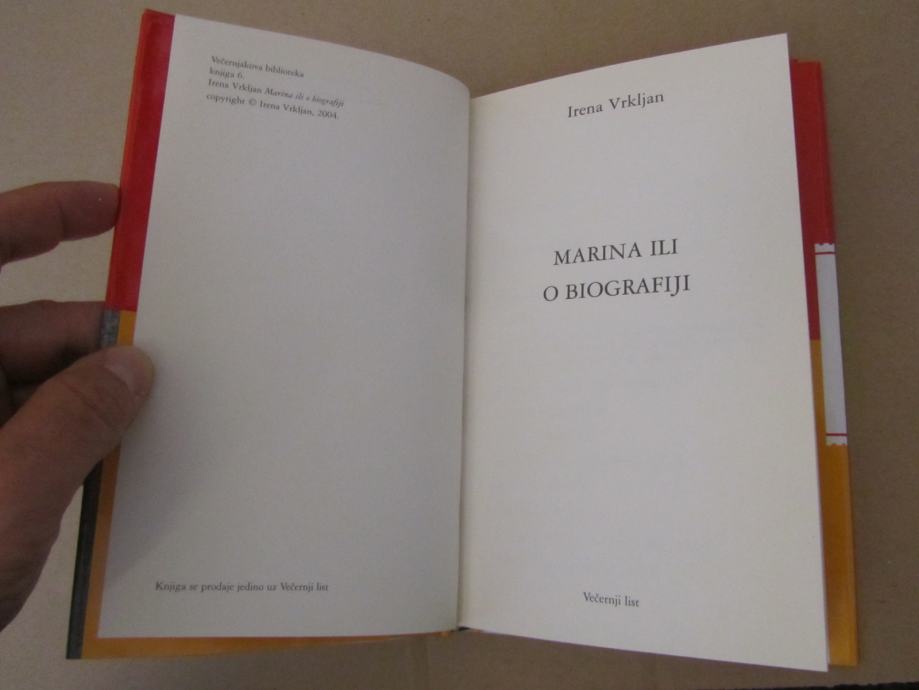 Večernjakova biblioteka
knjiga 6.
Irena Vrkljan Marina ili o biografiji
copyright © Irena Vrkljan, 2004.
Knjiga se prodaje jedino uz Večernji list
Irena Vrkljan
MARINA ILI
O BIOGRAFIJI
Večernji list